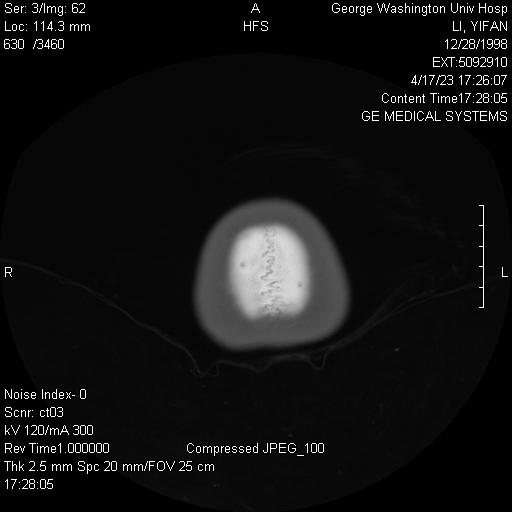 Ser: 3/Img: 62
Loc: 114.3 mm
630 /3460
A
HFS
George Washington Univ Hosp
LI, YIFAN
12/28/1998
EXT:5092910
4/17/23 17:26:07
Content Time17:28:05
GE MEDICAL SYSTEMS
R
L
Noise Index- 0
Scnr: ct03
kV 120/mA 300
Rev Time1.000000
Compressed JPEG_100
Thk 2.5 mm Spc 20 mm/FOV 25 cm
17:28:05